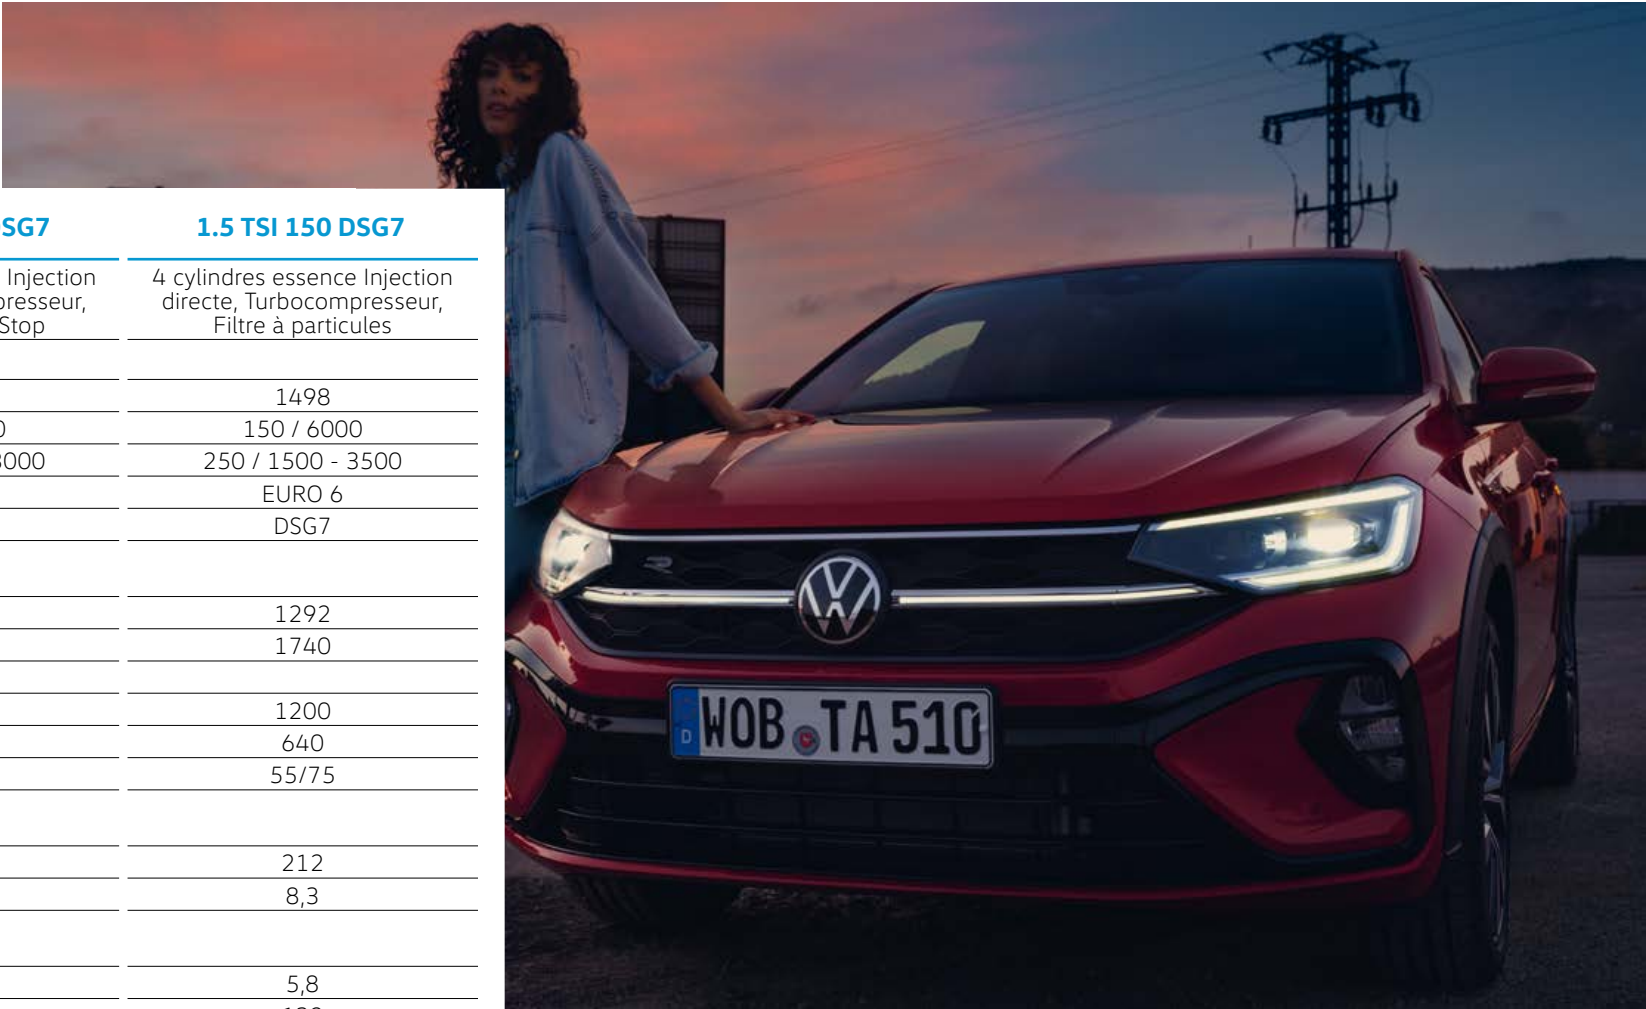 SG7
1.5 TSI 150 DSG7
Injection
presseur,
Stop
4 cylindres essence Injection
directe, Turbocompresseur,
Filtre à particules
1498
0
150 / 6000
3000
250 / 1500 - 3500
EURO 6
DSG7
1292
1740
1200
640
55/75
212
8,3
5,8
R
D
WOB TA 510